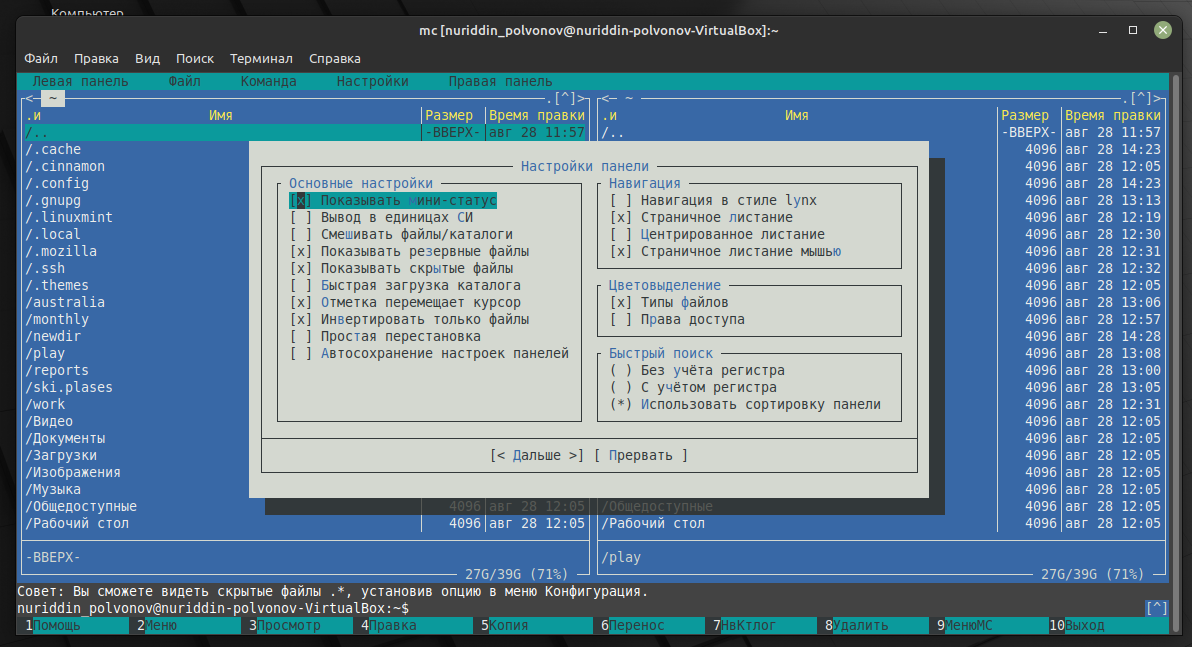 Компьютер
mc [nuriddin_polvonov@nuriddin-polvonov-VirtualBox]:~
Файл Правка Вид Поиск Терминал Справка
Левая панель Файл Команда Настройки Правая панель
<─ ~ .[^]> <─ ~ .[^]>
.и Имя Размер Время правки .и Имя Размер Время правки
/.. -ВВЕРХ- авг 28 11:57 /.. -ВВЕРХ- авг 28 11:57
/.cache 4096 авг 28 14:23
/.cinnamon 4096 авг 28 12:05
/.config 4096 авг 28 14:23
/.gnupg 4096 авг 28 13:13
/.linuxmint 4096 авг 28 12:19
/.local 4096 авг 28 12:30
/.mozilla 4096 авг 28 12:31
/.ssh 4096 авг 28 12:32
/.themes 4096 авг 28 12:05
/australia 4096 авг 28 13:06
/monthly 4096 авг 28 12:57
/newdir 4096 авг 28 14:28
/play 4096 авг 28 13:08
/reports 4096 авг 28 13:00
/ski.plases 4096 авг 28 13:05
/work 4096 авг 28 12:31
/Видео 4096 авг 28 12:05
/Документы 4096 авг 28 12:05
/Загрузки 4096 авг 28 12:05
/Изображения 4096 авг 28 12:05
/Музыка 4096 авг 28 12:05
/Общедоступные 4096 авг 28 12:05 /Общедоступные 4096 авг 28 12:05
/Рабочий стол 4096 авг 28 12:05 /Рабочий стол 4096 авг 28 12:05
Настройки панели
Основные настройки
[x] Показывать мини-статус
[ ] Вывод в единицах СИ
[ ] Смешивать файлы/каталоги
[x] Показывать резервные файлы
[x] Показывать скрытые файлы
[ ] Быстрая загрузка каталога
[x] Отметка перемещает курсор
[x] Инвертировать только файлы
[ ] Простая перестановка
[ ] Автосохранение настроек панелей
Навигация
[ ] Навигация в стиле lynx
[x] Страничное листание
[ ] Центрированное листание
[x] Страничное листание мышью
Цветовыделение
[x] Типы файлов
[ ] Права доступа
Быстрый поиск
( ) Без учёта регистра
( ) С учётом регистра
(*) Использовать сортировку панели
[< Дальше >] [ Прервать ]
-ВВЕРХ- /play
27G/39G (71%) 27G/39G (71%)
Совет: Вы сможете видеть скрытые файлы .*, установив опцию в меню Конфигурация.
nuriddin_polvonov@nuriddin-polvonov-VirtualBox:~$ [^]
1Помощь 2Меню 3Просмотр 4Правка 5Копия 6Перенос 7НвКтлог 8Удалить 9МенюМС 10Выход